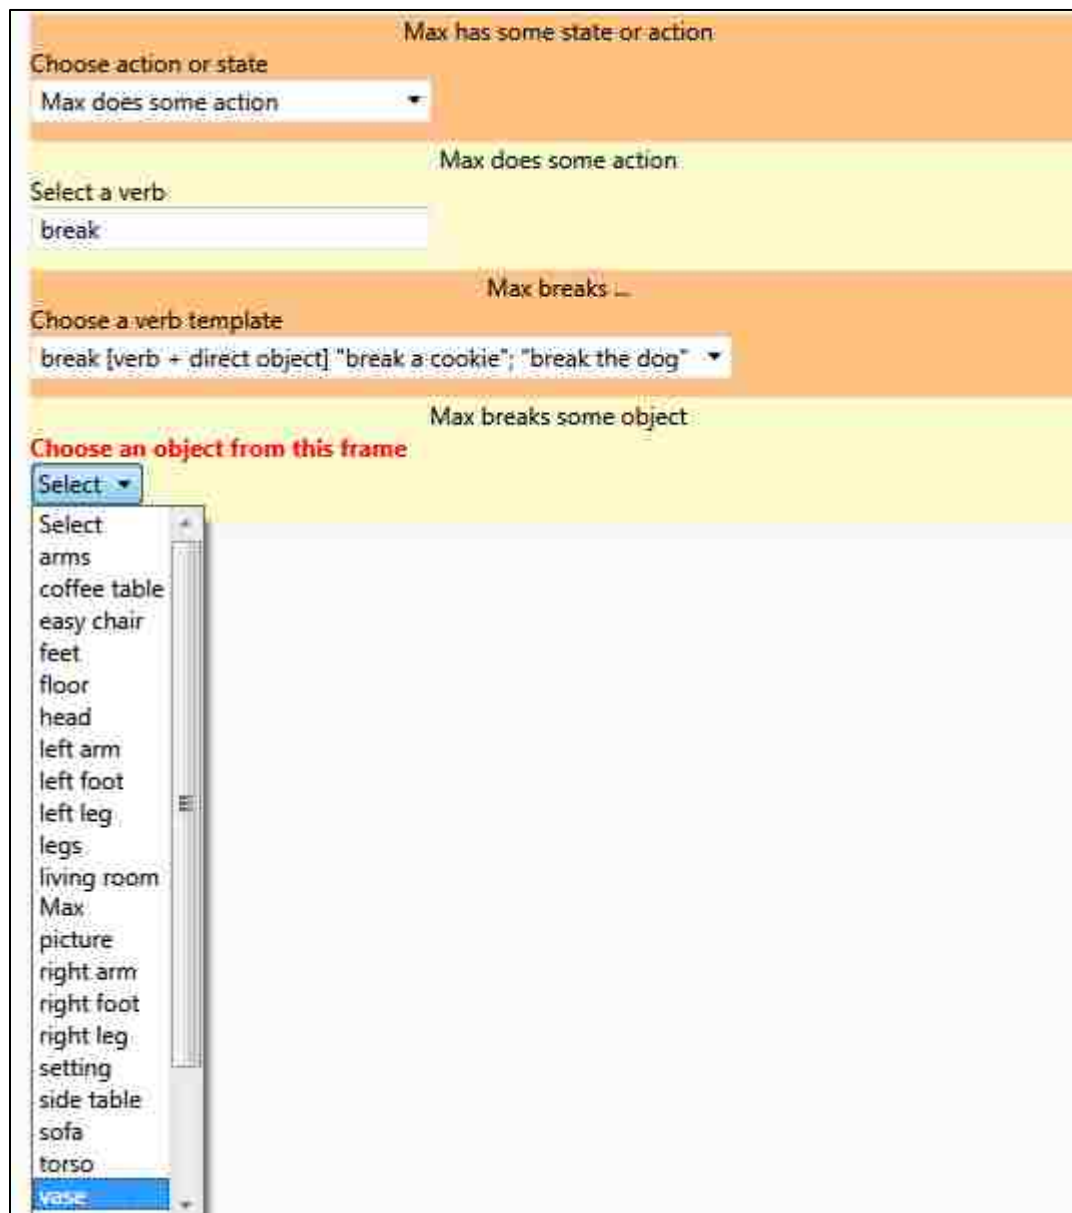 Max has some state or action
Choose action or state
Max does some action
Max does some action
Select a verb
break
Max breaks ...
Choose a verb template
break [verb + direct object] "break a cookie"; "break the dog"
Max breaks some object
Choose an object from this frame
Select
Select
arms
coffee table
easy chair
feet
floor
head
left arm
left foot
left leg
legs
living room
Max
picture
right arm
right foot
right leg
setting
side table
sofa
torso
vase